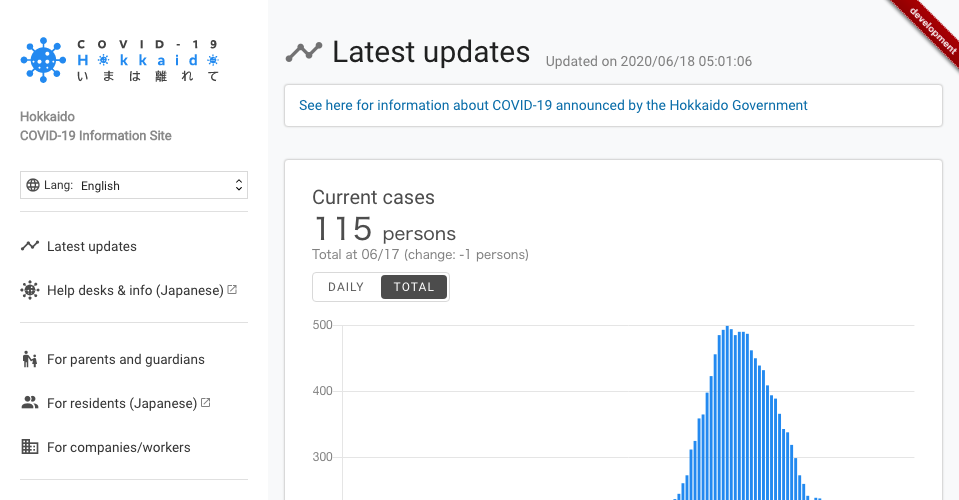 COVID-19
Hokkaido
いまは離れて
Hokkaido
COVID-19 Information Site
Lang: English
Latest updates
Help desks & info (Japanese)
For parents and guardians
For residents (Japanese)
For companies/workers
development
Latest updates Updated on 2020/06/18 05:01:06
See here for information about COVID-19 announced by the Hokkaido Government
Current cases
115 persons
Total at 06/17 (change: -1 persons)
DAILY TOTAL
500
400
300